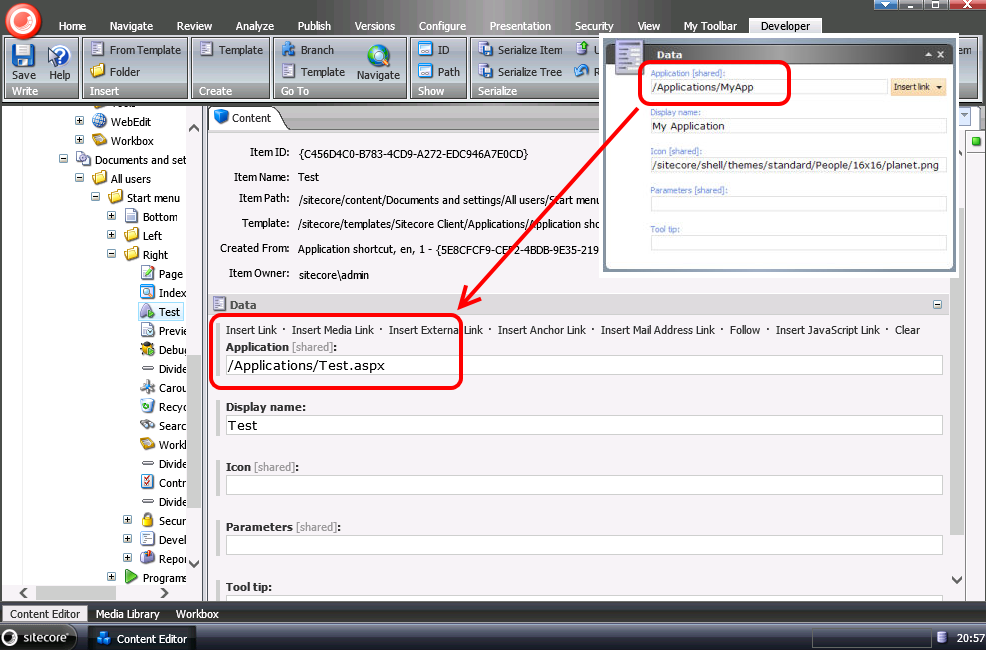 Home Navigate Review Analyze Publish Versions Configure Presentation Security View My Toolbar Developer
Save Help
Write
From Template
Folder
Insert
Template
Create
Branch
Template
Navigate
Go To
ID
Path
Show
Serialize Item
Serialize Tree
Serialize
U
R
em
Data
Application [shared]:
/Applications/MyApp
Insert link
Display name:
My Application
Icon [shared]:
/sitecore/shell/themes/standard/People/16x16/planet.png
Parameters [shared]:
Tool tip:
WebEdit
Workbox
Documents and set
All users
Start menu
Bottom
Left
Right
Page
Index
Test
Previe
Debug
Divide
Carou
Recyc
Searc
Workl
Divide
Contr
Divide
Secur
Devel
Repor
Programs
Content
Item ID: {C456D4C0-B783-4CD9-A272-EDC946A7E0CD}
Item Name: Test
Item Path: /sitecore/content/Documents and settings/All users/Start menu
Template: /sitecore/templates/Sitecore Client/Applications/Application sho
Created From: Application shortcut, en, 1 - {5E8CFCF9-CEF2-4BDB-9E35-219
Item Owner: sitecore\admin
Data
Insert Link · Insert Media Link · Insert External Link · Insert Anchor Link · Insert Mail Address Link · Follow · Insert JavaScript Link · Clear
Application [shared]:
/Applications/Test.aspx
Display name:
Test
Icon [shared]:
Parameters [shared]:
Tool tip:
Content Editor Media Library Workbox
sitecore Content Editor 20:57